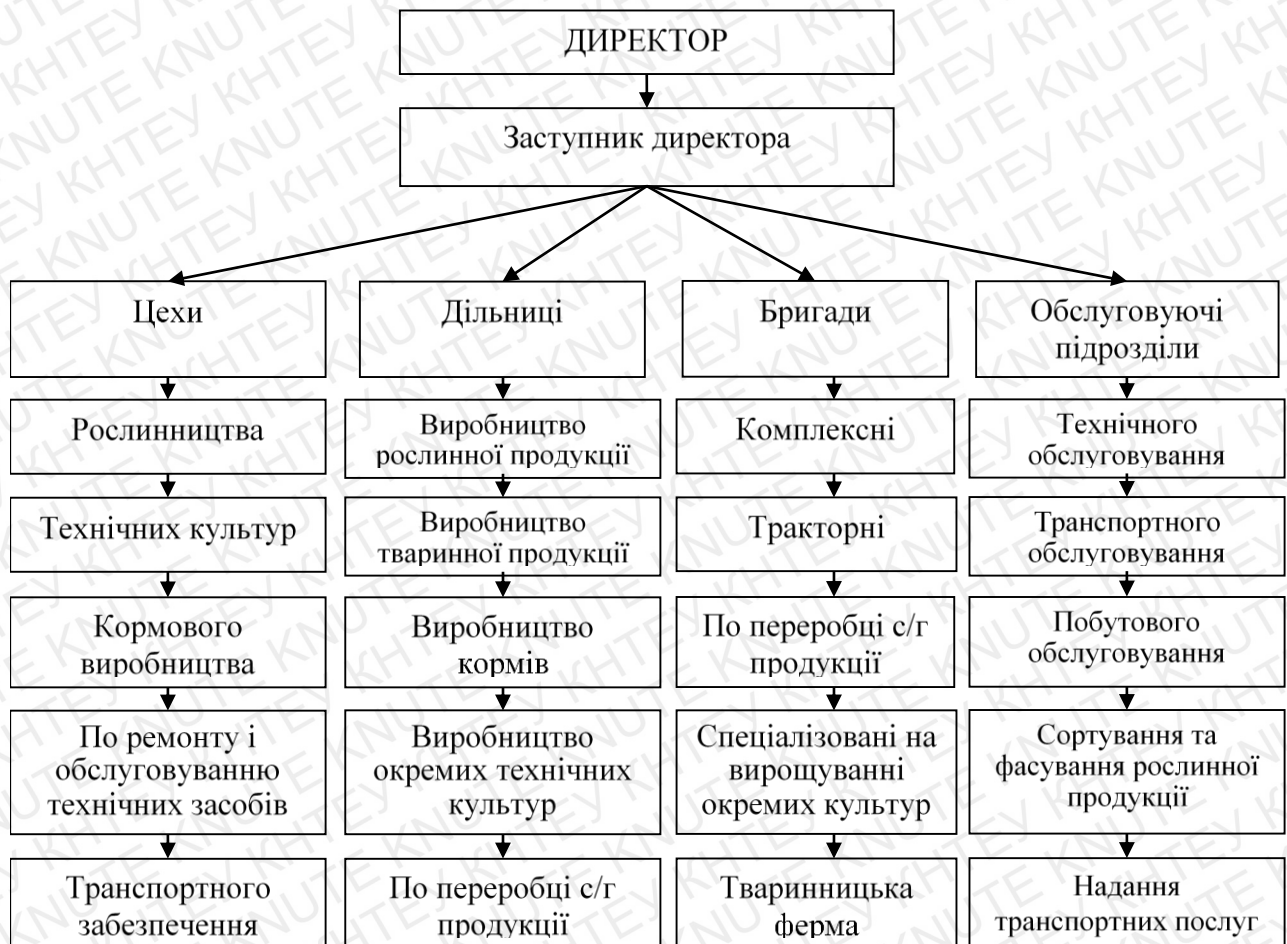 ДИРЕКТОР
Заступник директора
Цехи
Дільниці
Бригади
Обслуговуючі
підрозділи
Рослинництва
Виробництво
рослинної продукції
Комплексні
Технічного
обслуговування
Технічних культур
Виробництво
тваринної продукції
Тракторні
Транспортного
обслуговування
Кормового
виробництва
Виробництво
кормів
По переробці с/г
продукції
Побутового
обслуговування
По ремонту і
обслуговуванню
технічних засобів
Виробництво
окремих технічних
культур
Спеціалізовані на
вирощуванні
окремих культур
Сортування та
фасування рослинної
продукції
Транспортного
забезпечення
По переробці с/г
продукції
Тваринницька
ферма
Надання
транспортних послуг